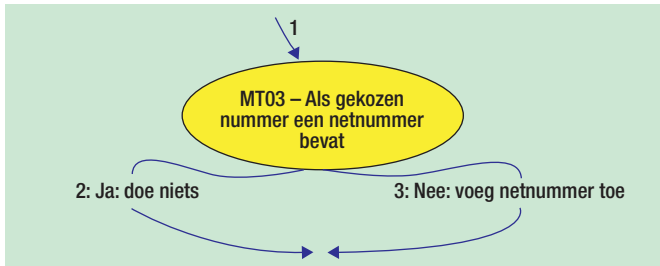 1
MT03 – Als gekozen
nummer een netnummer
bevat
2: Ja: doe niets
3: Nee: voeg netnummer toe